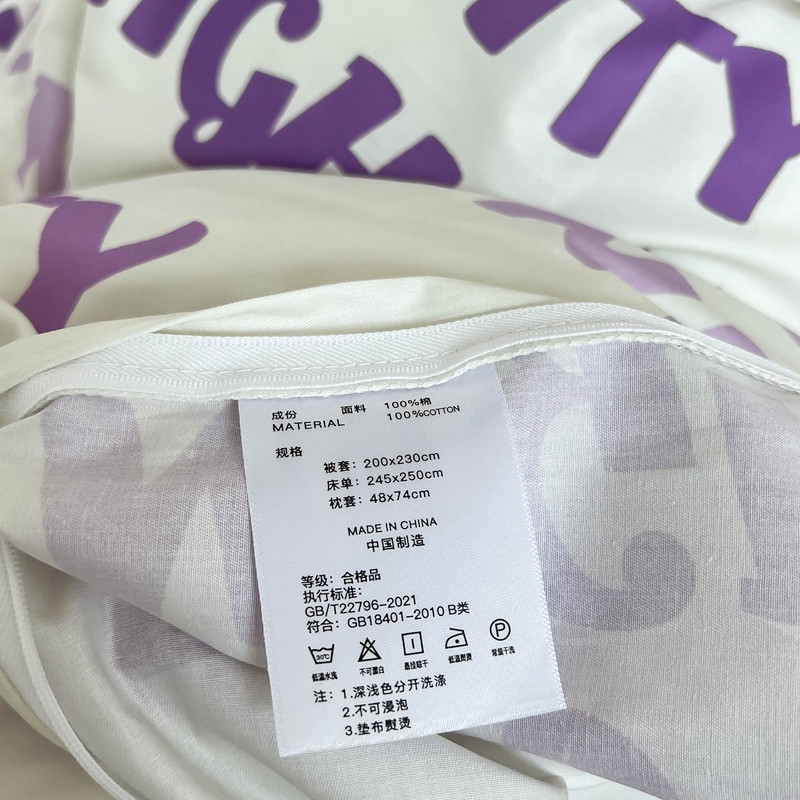 IGH
TY
Y
成份 面料 100%棉
MATERIAL 100%COTTON
规格
被套：200x230cm
床单：245x250cm
枕套：48x74cm
MADE IN CHINA
中国制造
等级：合格品
执行标准：
GB/T22796-2021
符合：GB18401-2010 B类
30℃ P
低温水洗 不可漂白 悬挂晾干 低温熨烫 常规干洗
注：1.深浅色分开洗涤
2.不可浸泡
3.垫布熨烫